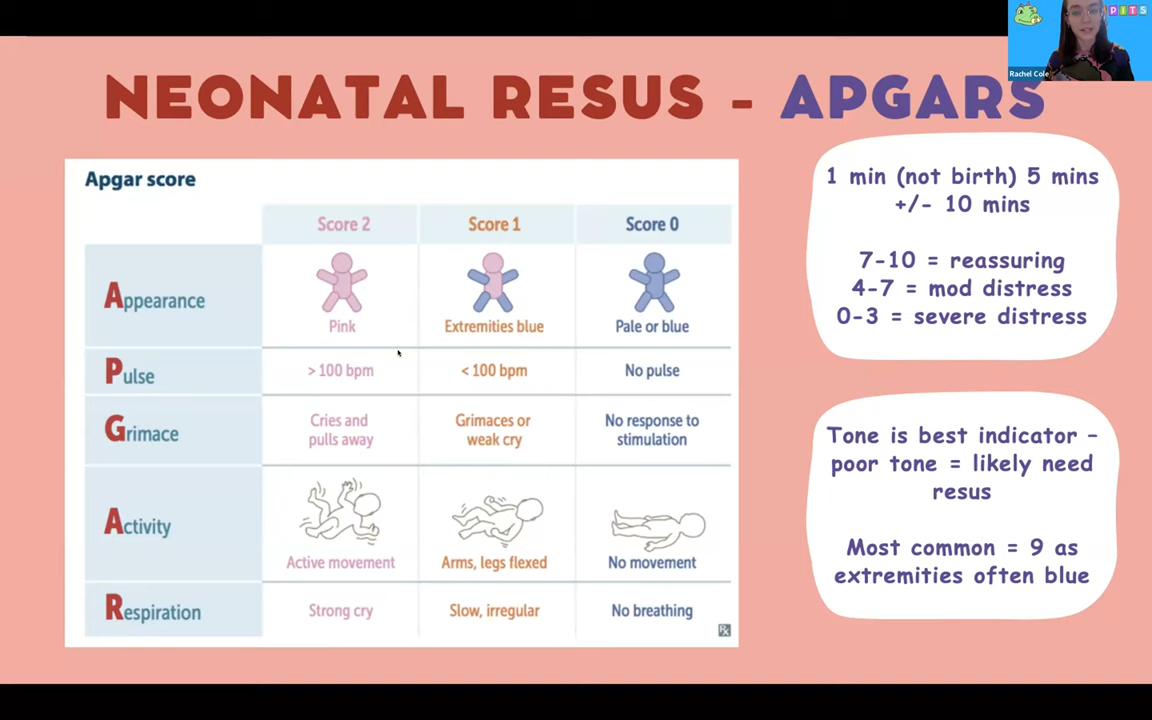 PITS
Rachel Cole
NEONATAL RESUS - APGARS
Apgar score
Score 2
Score 1
Score 0
Appearance
Pink
Extremities blue
Pale or blue
Pulse
> 100 bpm
< 100 bpm
No pulse
Grimace
Cries and
pulls away
Grimaces or
weak cry
No response to
stimulation
Activity
Active movement
Arms, legs flexed
No movement
Respiration
Strong cry
Slow, irregular
No breathing
Rx
1 min (not birth) 5 mins
+/- 10 mins
7-10 = reassuring
4-7 = mod distress
0-3 = severe distress
Tone is best indicator –
poor tone = likely need
resus
Most common = 9 as
extremities often blue